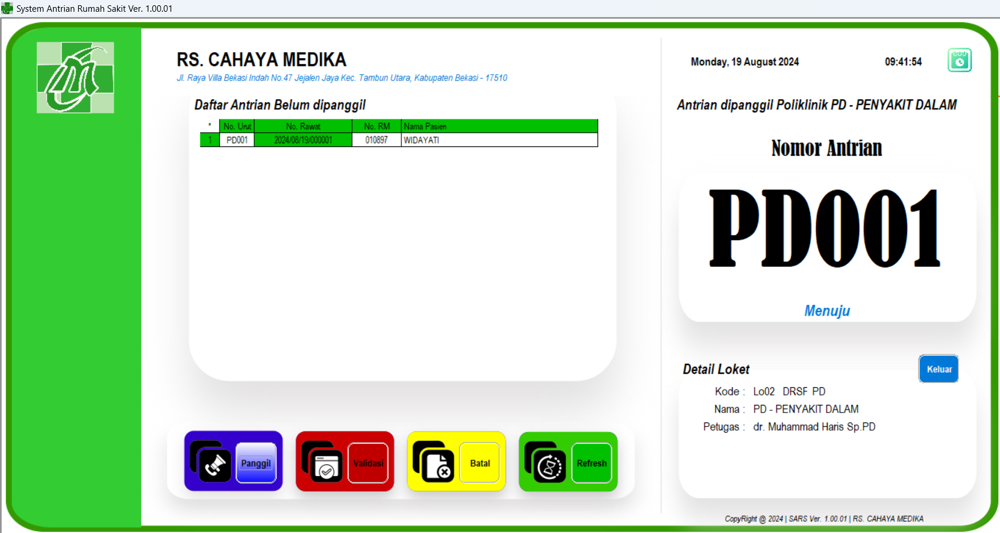 System Antrian Rumah Sakit Ver. 1.00.01
RS. CAHAYA MEDIKA
Jl. Raya Villa Bekasi Indah No.47 Jejalen Jaya Kec. Tambun Utara, Kabupaten Bekasi - 17510
Daftar Antrian Belum dipanggil
* No. Urut No. Rawat No. RM Nama Pasien
1 PD001 2024/08/19/000001 010897 WIDAYATI
Panggil
Validasi
Batal
Refresh
Monday, 19 August 2024 09:41:54
Antrian dipanggil Poliklinik PD - PENYAKIT DALAM
Nomor Antrian
PD001
Menuju
Detail Loket
Keluar
Kode : Lo02 DRSF PD
Nama : PD - PENYAKIT DALAM
Petugas : dr. Muhammad Haris Sp.PD
CopyRight @ 2024 | SARS Ver. 1.00.01 | RS. CAHAYA MEDIKA